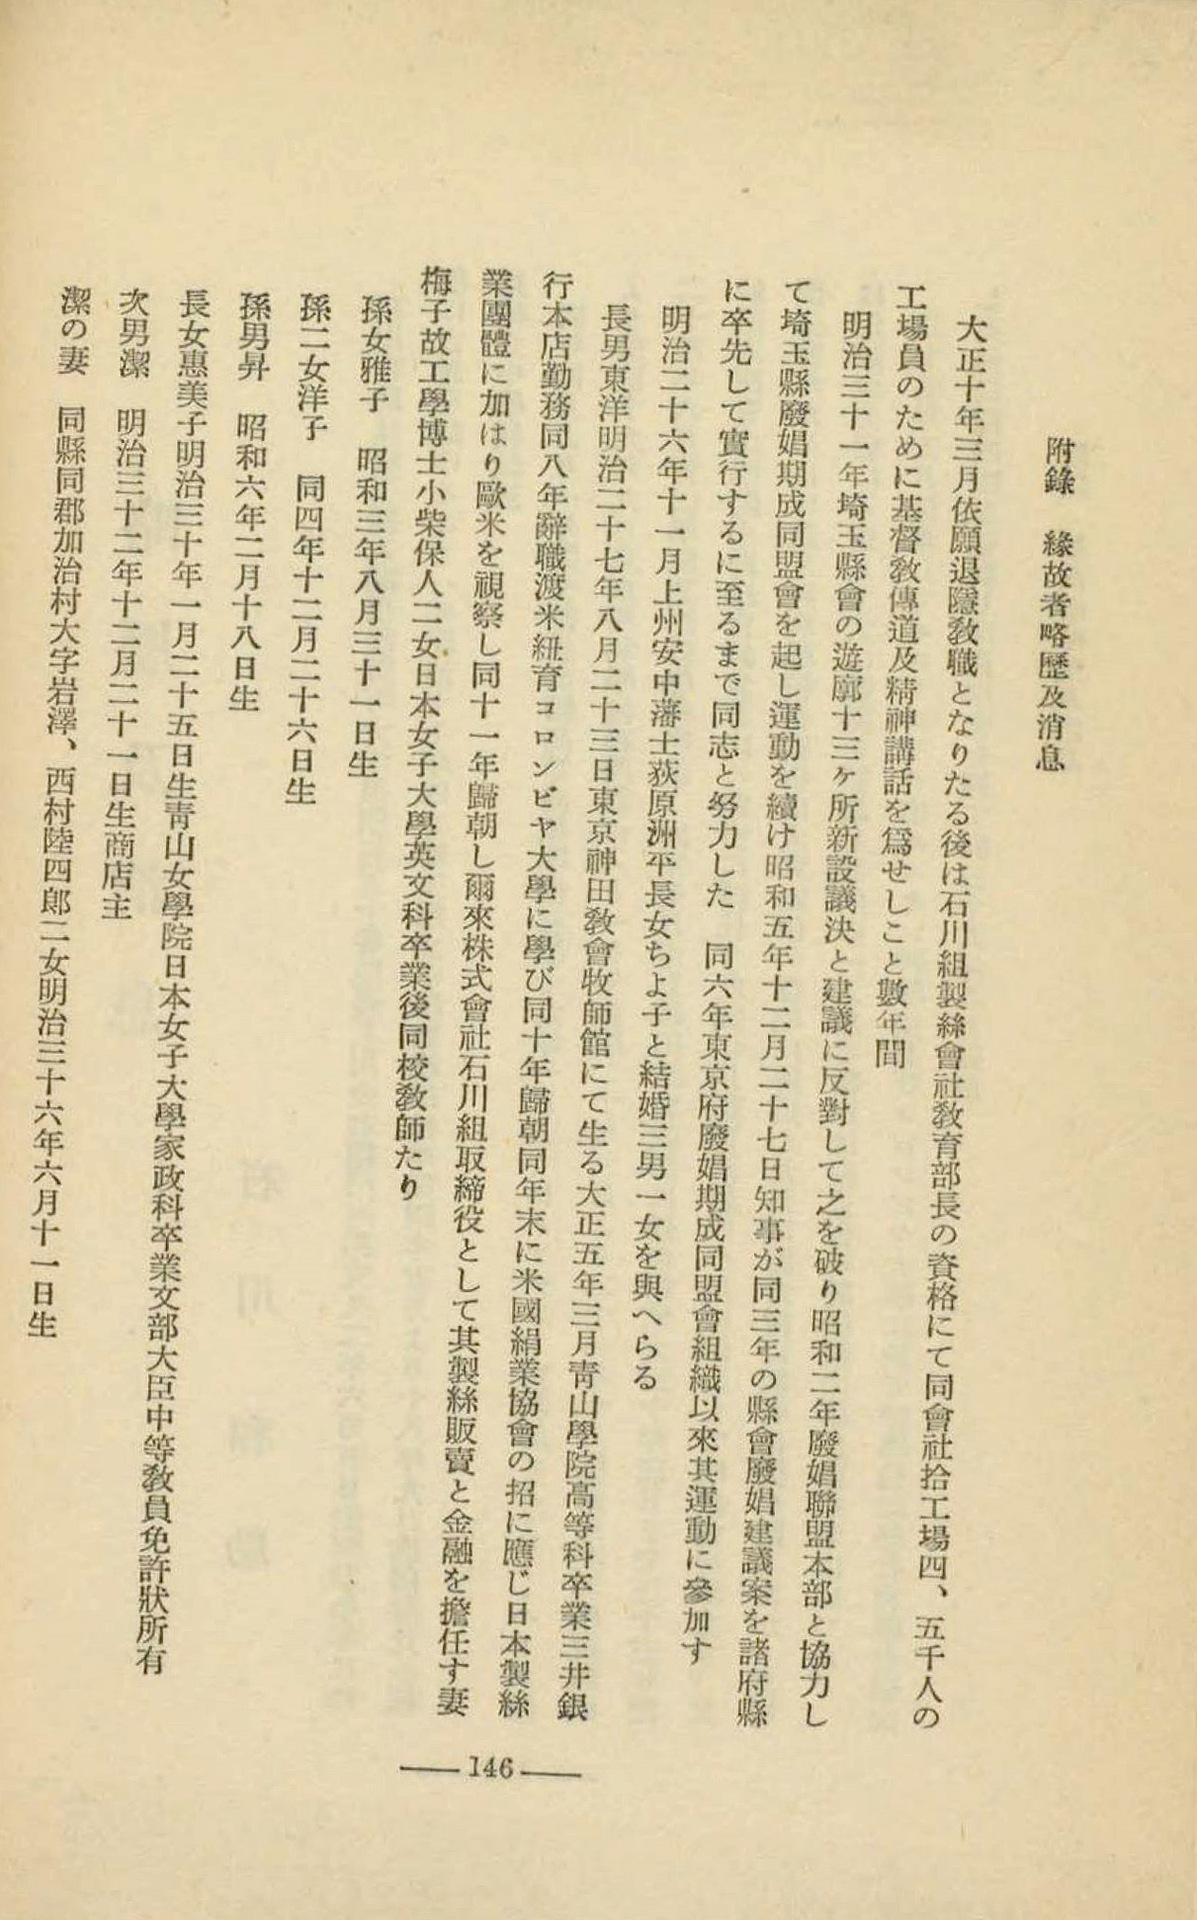 附錄　緣故者略歷及消息
大正十年三月依願退隱敎職となりたる後は石川組製絲會社敎育部長の資格にて同會社拾工場四、五千人の
工場員のために基督敎傳道及精神講話を爲せしこと數年間
明治三十一年埼玉縣會の遊廓十三ヶ所新設議決と建議に反對して之を破り昭和二年廢娼聯盟本部と協力し
て埼玉縣廢娼期成同盟會を起し運動を續け昭和五年十二月二十七日知事が同三年の縣會廢娼建議案を諸府縣
に卒先して實行するに至るまで同志と努力した　同六年東京府廢娼期成同盟會組織以來其運動に參加す
明治二十六年十一月上州安中藩士荻原洲平長女ちよ子と結婚三男一女を與へらる
長男東洋明治二十七年八月二十三日東京神田敎會牧師館にて生る大正五年三月靑山學院高等科卒業三井銀
行本店勤務同八年辭職渡米紐育コロンビヤ大學に學び同十年歸朝同年末に米國絹業協會の招に應じ日本製絲
業團體に加はり歐米を視察し同十一年歸朝し爾來株式會社石川組取締役として其製絲販賣と金融を擔任す妻
梅子故工學博士小柴保人二女日本女子大學英文科卒業後同校敎師たり
孫女雅子　昭和三年八月三十一日生
孫二女洋子　同四年十二月二十六日生
孫男昇　昭和六年二月十八日生
長女惠美子明治三十年一月二十五日生靑山女學院日本女子大學家政科卒業文部大臣中等敎員免許狀所有
次男潔　明治三十二年十二月二十一日生商店主
潔の妻　同縣同郡加治村大字岩澤、西村陸四郎二女明治三十六年六月十一日生
146